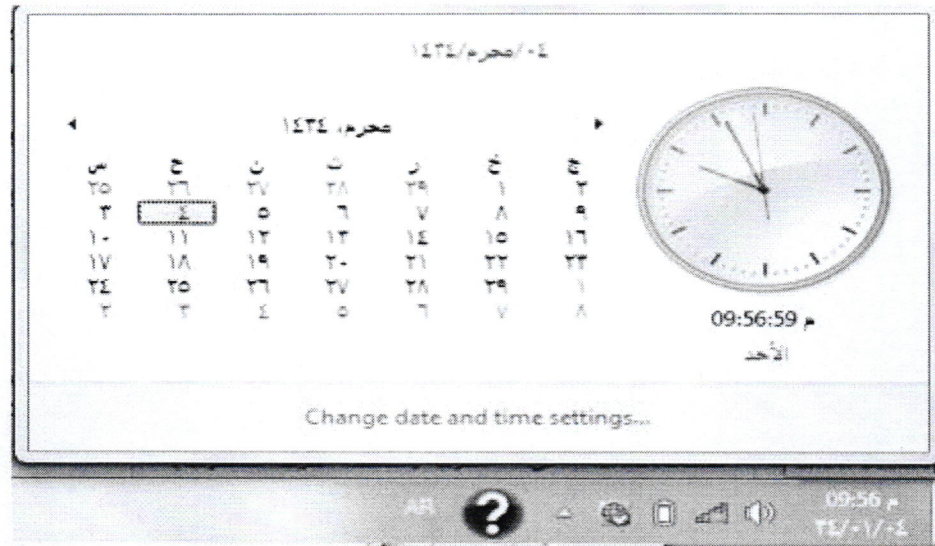 ٠٤/محرم/١٤٣٤
محرم، ١٤٣٤
س ح ن ث ر خ ج
٢٥ ٢٦ ٢٧ ٢٨ ٢٩ ١ ٢
٣ ٤ ٥ ٦ ٧ ٨ ٩
١٠ ١١ ١٢ ١٣ ١٤ ١٥ ١٦
١٧ ١٨ ١٩ ٢٠ ٢١ ٢٢ ٢٣
٢٤ ٢٥ ٢٦ ٢٧ ٢٨ ٢٩ ١
٢ ٣ ٤ ٥ ٦ ٧ ٨
09:56:59 م
الأحد
Change date and time settings...
AR
?
09:56 م
٣٤/٠١/٠٤